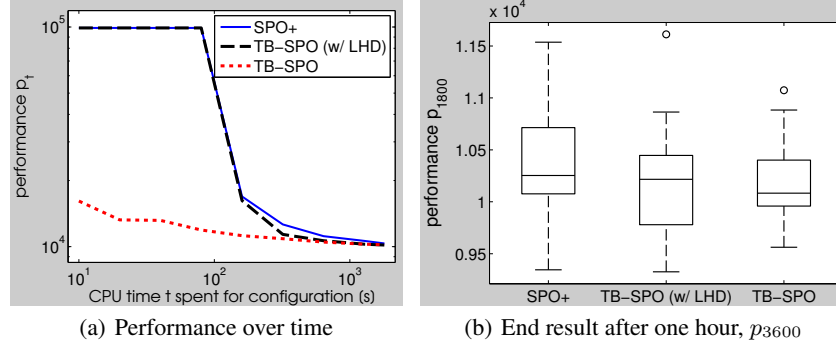 10^5
10^4
performance p_t
SPO+
TB−SPO (w/ LHD)
TB−SPO
10^1
10^2
10^3
CPU time t spent for configuration [s]
(a) Performance over time
x 10^4
1.15
1.1
1.05
1
0.95
performance p_1800
SPO+
TB−SPO (w/ LHD)
TB−SPO
(b) End result after one hour, p_3600